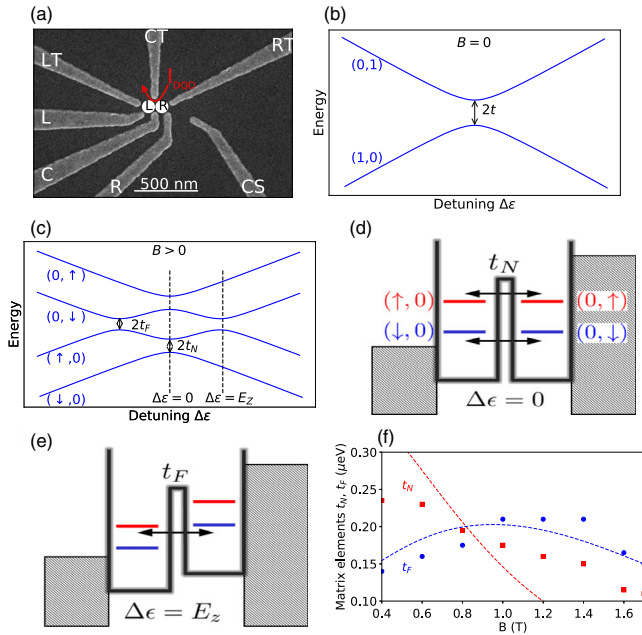 (a)
CT
RT
LT
I_DQD
L
R
L
C
R
500 nm
CS
(b)
B = 0
(0,1)
2t
(1,0)
Energy
Detuning Δε
(c)
B > 0
(0, ↑)
(0, ↓)
2t_F
(↑, 0)
2t_N
(↓, 0)
Δε = 0
Δε = E_Z
Energy
Detuning Δε
(d)
t_N
(↑, 0)
(0, ↑)
(↓, 0)
(0, ↓)
Δϵ = 0
(e)
t_F
Δϵ = E_z
(f)
Matrix elements t_N, t_F (μeV)
0.30
0.25
0.20
0.15
0.10
t_N
t_F
0.4 0.6 0.8 1.0 1.2 1.4 1.6
B (T)